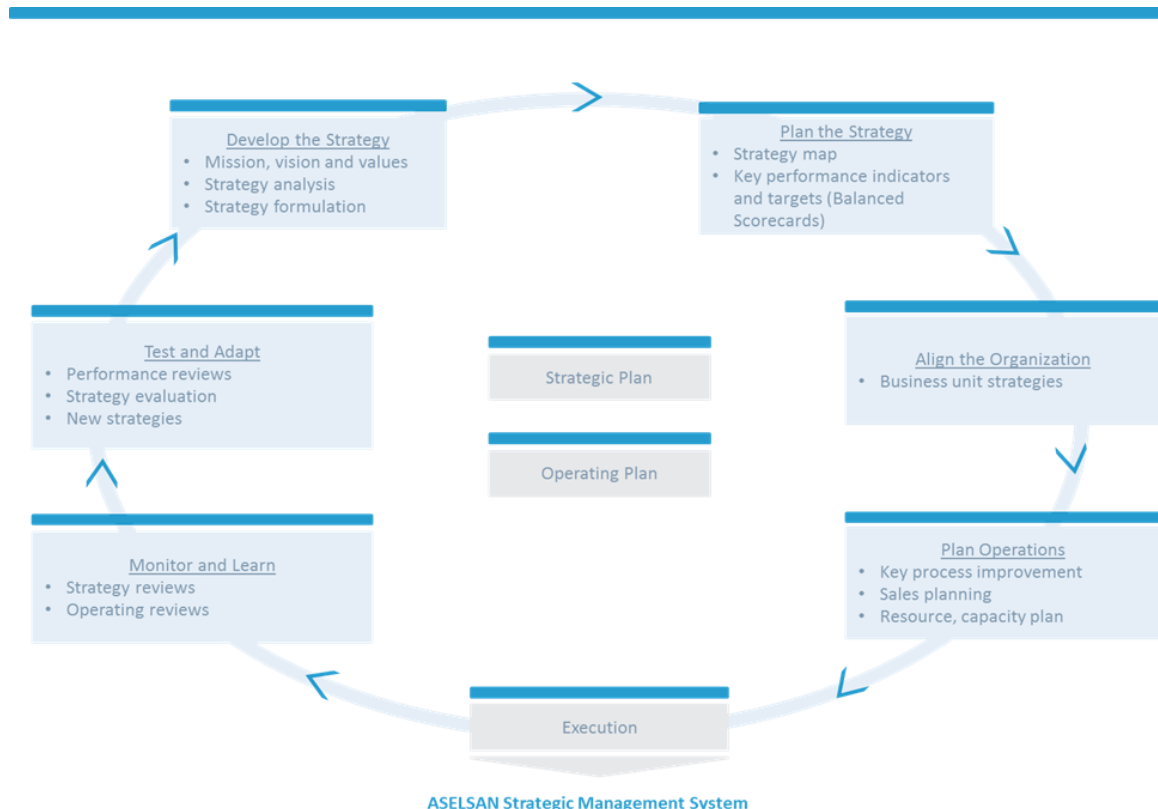 Develop the Strategy
• Mission, vision and values
• Strategy analysis
• Strategy formulation
Plan the Strategy
• Strategy map
• Key performance indicators
and targets (Balanced
Scorecards)
Test and Adapt
• Performance reviews
• Strategy evaluation
• New strategies
Strategic Plan
Align the Organization
• Business unit strategies
Operating Plan
Monitor and Learn
• Strategy reviews
• Operating reviews
Plan Operations
• Key process improvement
• Sales planning
• Resource, capacity plan
Execution
ASELSAN Strategic Management System